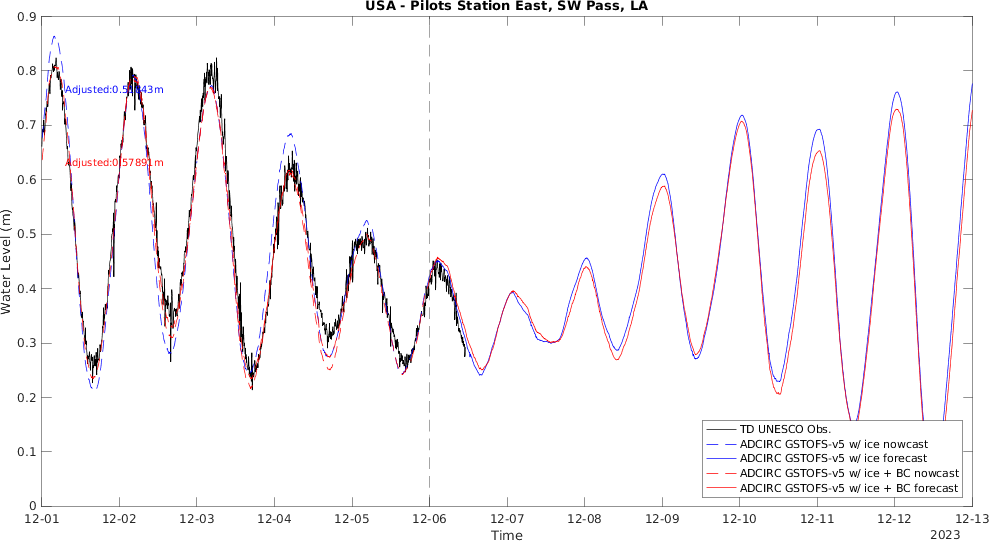 USA - Pilots Station East, SW Pass, LA
0.9
0.8
0.7
0.6
0.5
0.4
0.3
0.2
0.1
0
Water Level (m)
Adjusted:0.57891m
TD UNESCO Obs.
ADCIRC GSTOFS-v5 w/ ice nowcast
ADCIRC GSTOFS-v5 w/ ice forecast
ADCIRC GSTOFS-v5 w/ ice + BC nowcast
ADCIRC GSTOFS-v5 w/ ice + BC forecast
12-01 12-02 12-03 12-04 12-05 12-06 12-07 12-08 12-09 12-10 12-11 12-12 12-13
Time
2023